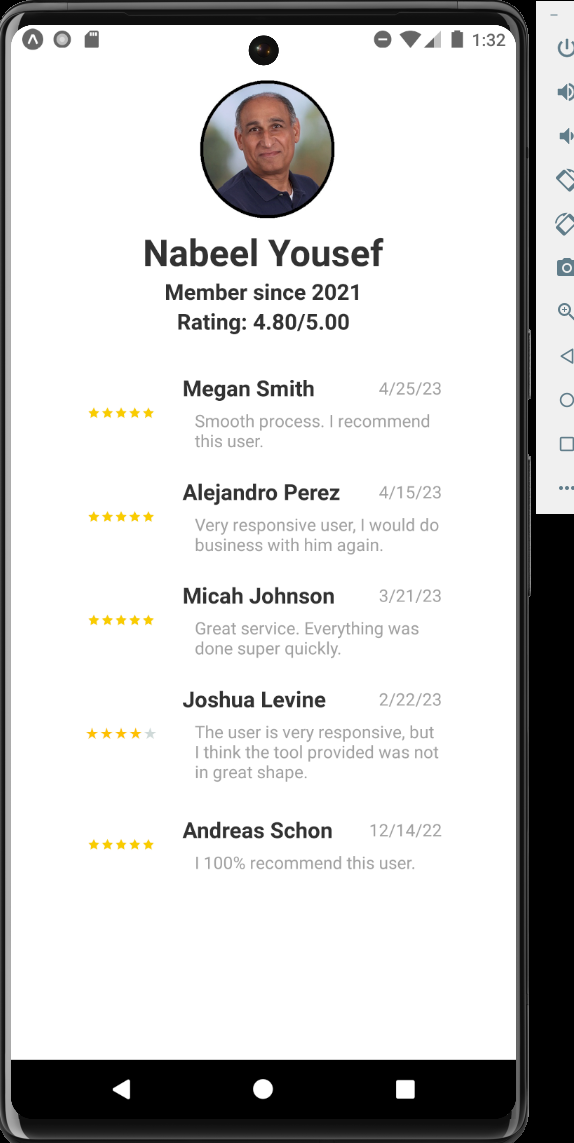 1:32
Nabeel Yousef
Member since 2021
Rating: 4.80/5.00
Megan Smith 4/25/23
Smooth process. I recommend
this user.
Alejandro Perez 4/15/23
Very responsive user, I would do
business with him again.
Micah Johnson 3/21/23
Great service. Everything was
done super quickly.
Joshua Levine 2/22/23
The user is very responsive, but
I think the tool provided was not
in great shape.
Andreas Schon 12/14/22
I 100% recommend this user.